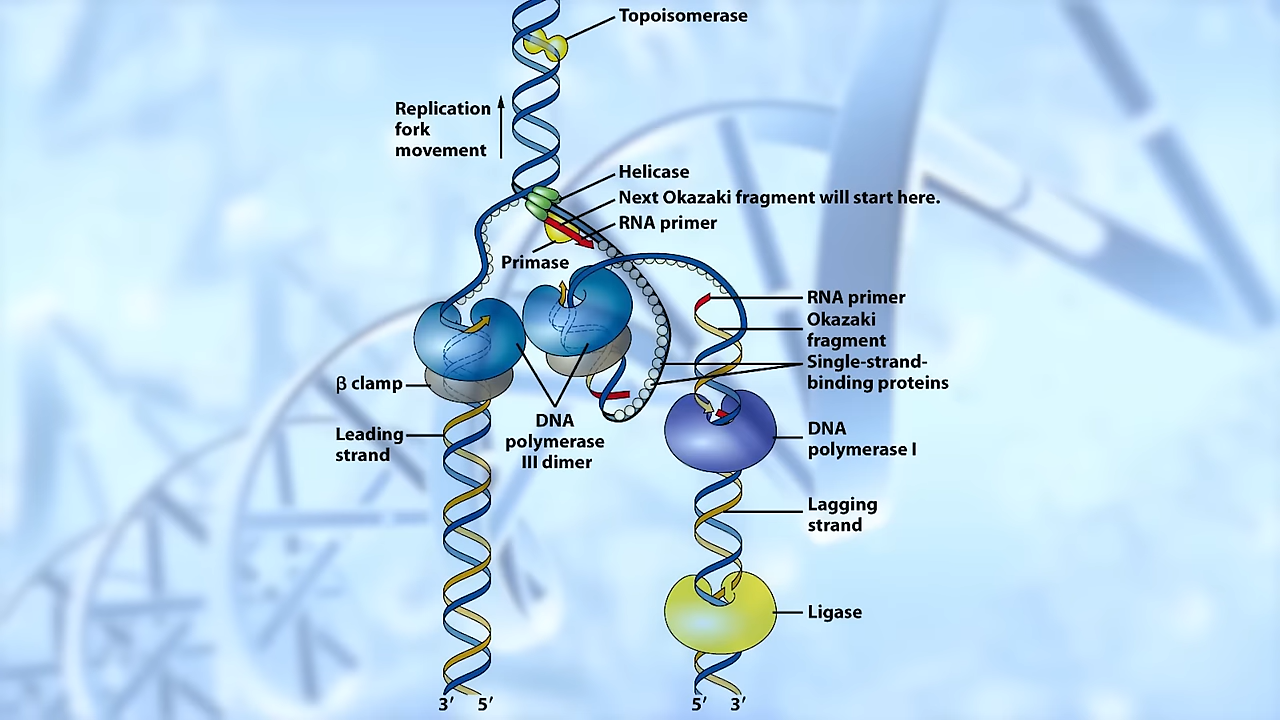 Topoisomerase
Replication
fork
movement
Helicase
Next Okazaki fragment will start here.
RNA primer
Primase
RNA primer
Okazaki
fragment
Single-strand-
binding proteins
β clamp
DNA
polymerase
III dimer
Leading
strand
DNA
polymerase I
Lagging
strand
Ligase
3′ 5′
5′ 3′